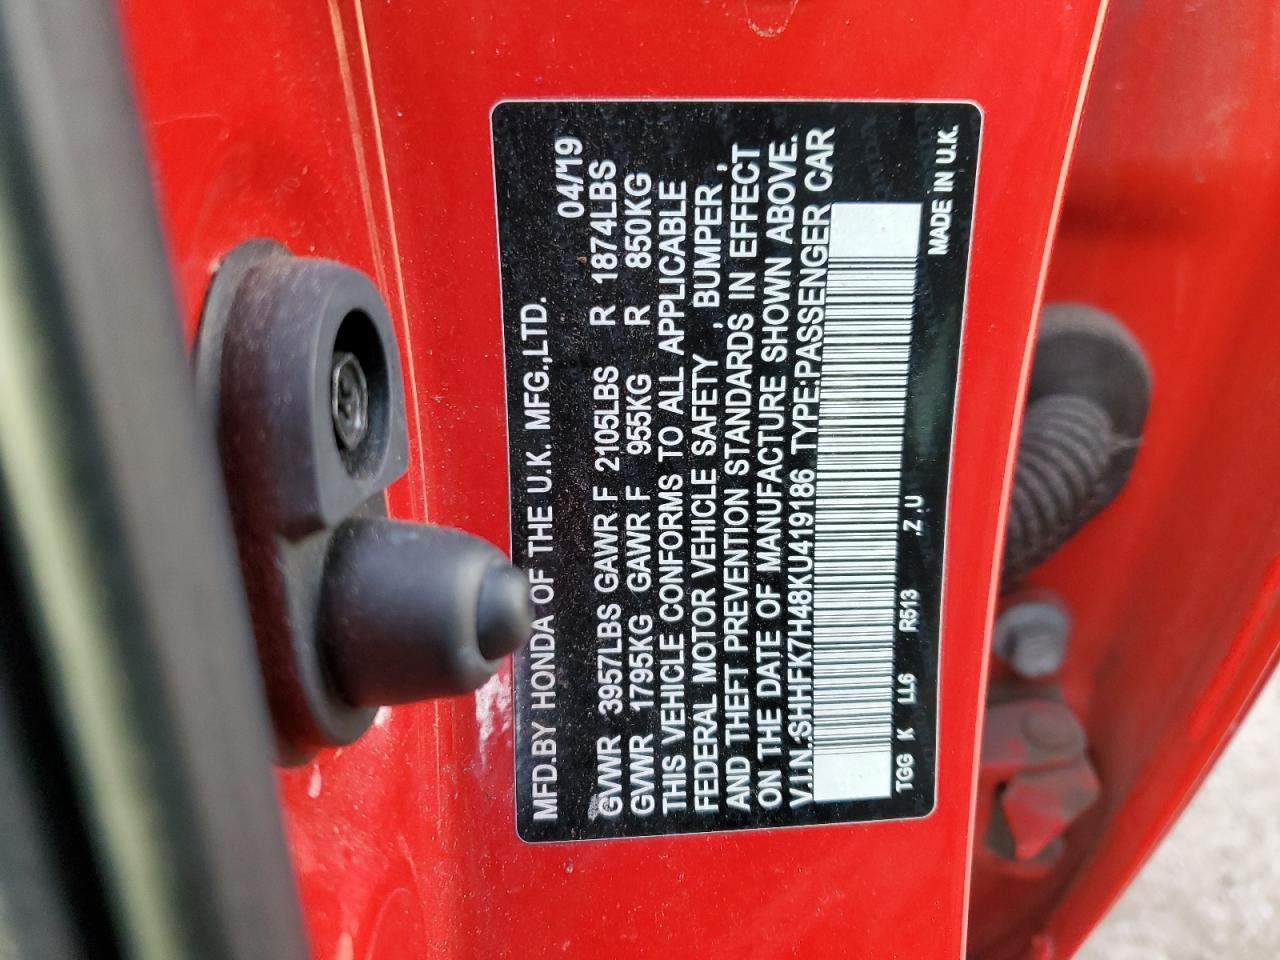 MFD.BY HONDA OF THE U.K. MFG.,LTD. 04/19
GVWR 3957LBS GAWR F 2105LBS R 1874LBS
GVWR 1795KG GAWR F 955KG R 850KG
THIS VEHICLE CONFORMS TO ALL APPLICABLE
FEDERAL MOTOR VEHICLE SAFETY , BUMPER ,
AND THEFT PREVENTION STANDARDS IN EFFECT
ON THE DATE OF MANUFACTURE SHOWN ABOVE.
V.I.N.:SHHFK7H48KU419186 TYPE:PASSENGER CAR
TGG K LL6 R513 .Z .U
MADE IN U.K.